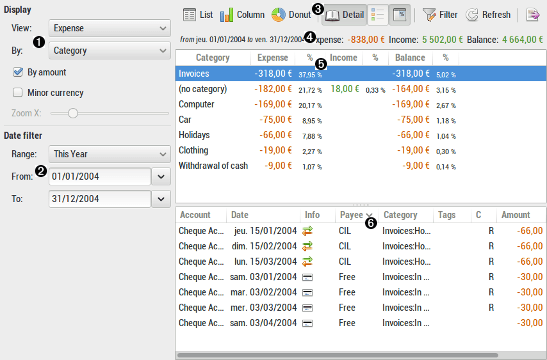 Display
View: Expense
❶ By: Category
By amount
Minor currency
Zoom X:
Date filter
Range: This Year
❷ From: 01/01/2004
To: 31/12/2004
List Column Donut ❸ Detail % Filter Refresh
from jeu. 01/01/2004 to ven. 31/12/2004 ❹ Expense: -838,00 € Income: 5 502,00 € Balance: 4 664,00 €
Category Expense % Income % Balance %
❺
Invoices -318,00 € 37,95 % -318,00 € 5,02 %
(no category) -182,00 € 21,72 % 18,00 € 0,33 % -164,00 € 3,15 %
Computer -169,00 € 20,17 % -169,00 € 2,67 %
Car -75,00 € 8,95 % -75,00 € 1,18 %
Holidays -66,00 € 7,88 % -66,00 € 1,04 %
Clothing -19,00 € 2,27 % -19,00 € 0,30 %
Withdrawal of cash -9,00 € 1,07 % -9,00 € 0,14 %
Account Date Info Payee Category Tags C Amount
❻
Cheque Ac... jeu. 15/01/2004 CIL Invoices:Ho... R -66,00
Cheque Ac... dim. 15/02/2004 CIL Invoices:Ho... R -66,00
Cheque Ac... lun. 15/03/2004 CIL Invoices:Ho... R -66,00
Cheque Ac... sam. 03/01/2004 Free Invoices:In ... R -30,00
Cheque Ac... mar. 03/02/2004 Free Invoices:In ... R -30,00
Cheque Ac... mer. 03/03/2004 Free Invoices:In ... R -30,00
Cheque Ac... sam. 03/04/2004 Free Invoices:In ... -30,00